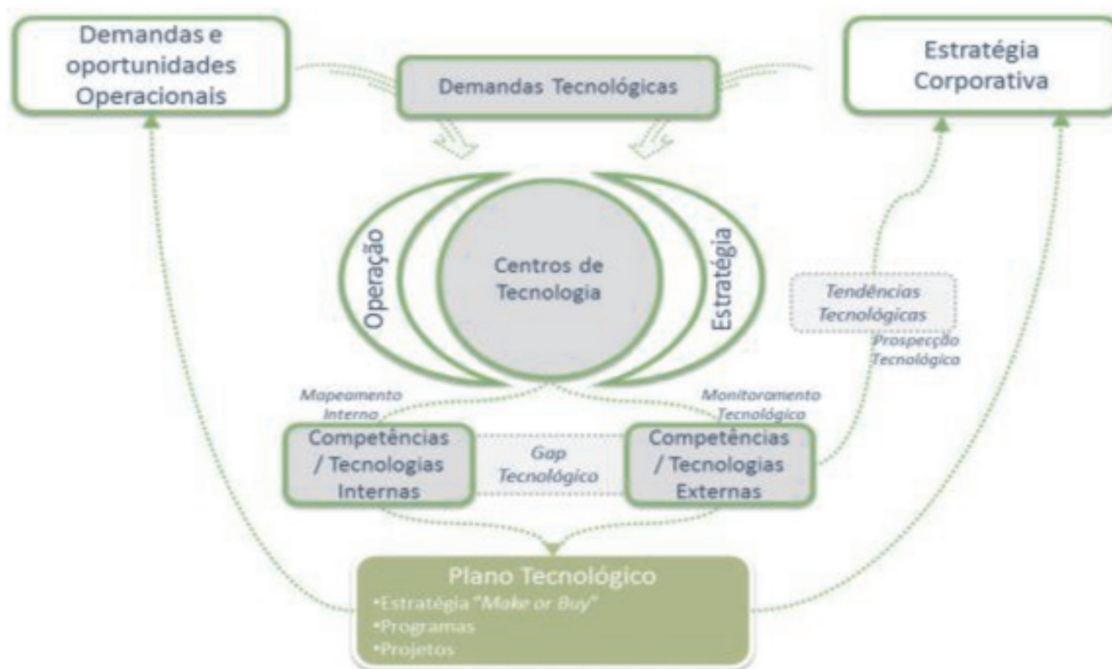 Demandas e
oportunidades
Operacionais
Demandas Tecnológicas
Estratégia
Corporativa
Operação
Centros de
Tecnologia
Estratégia
Tendências
Tecnológicas
Prospecção
Tecnológica
Mapeamento
Interno
Monitoramento
Tecnológico
Competências
/ Tecnologias
Internas
Gap
Tecnológico
Competências
/ Tecnologias
Externas
Plano Tecnológico
•Estratégia "Make or Buy"
•Programas
•Projetos